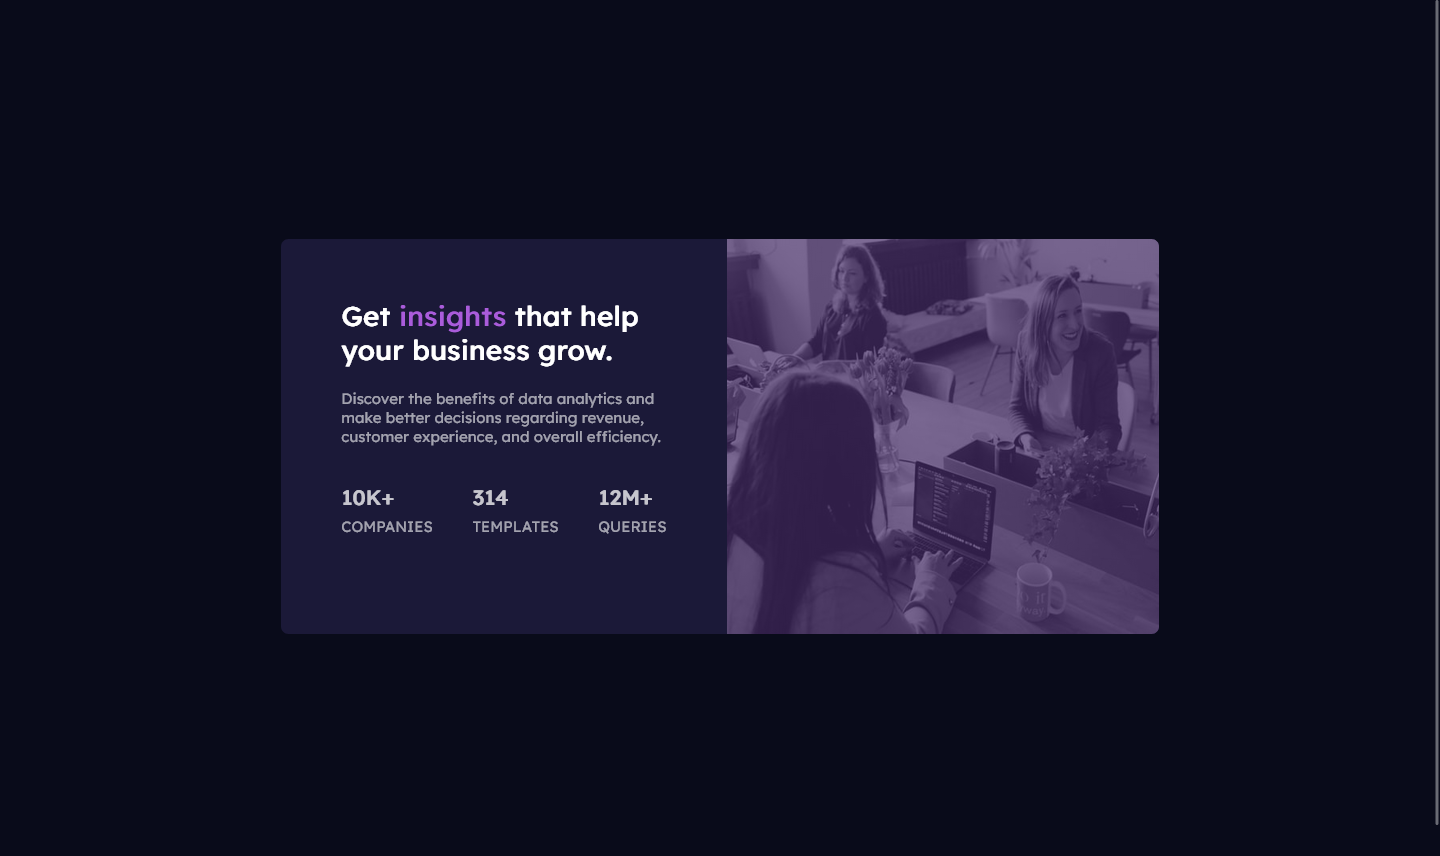 Get insights that help
your business grow.
Discover the benefits of data analytics and
make better decisions regarding revenue,
customer experience, and overall efficiency.
10K+ 314 12M+
COMPANIES TEMPLATES QUERIES